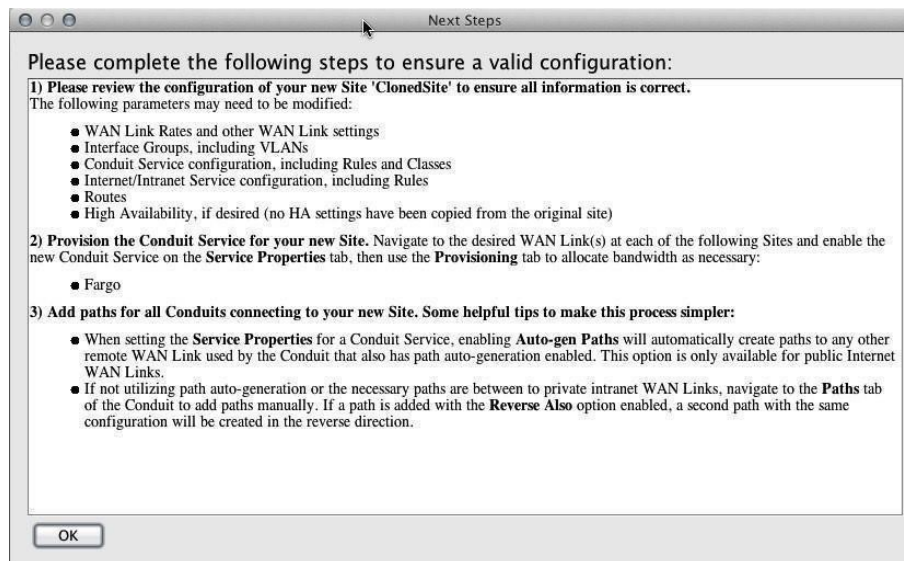 Next Steps
Please complete the following steps to ensure a valid configuration:
1) Please review the configuration of your new Site 'ClonedSite' to ensure all information is correct.
The following parameters may need to be modified:
● WAN Link Rates and other WAN Link settings
● Interface Groups, including VLANs
● Conduit Service configuration, including Rules and Classes
● Internet/Intranet Service configuration, including Rules
● Routes
● High Availability, if desired (no HA settings have been copied from the original site)
2) Provision the Conduit Service for your new Site. Navigate to the desired WAN Link(s) at each of the following Sites and enable the
new Conduit Service on the Service Properties tab, then use the Provisioning tab to allocate bandwidth as necessary:
● Fargo
3) Add paths for all Conduits connecting to your new Site. Some helpful tips to make this process simpler:
● When setting the Service Properties for a Conduit Service, enabling Auto-gen Paths will automatically create paths to any other
remote WAN Link used by the Conduit that also has path auto-generation enabled. This option is only available for public Internet
WAN Links.
● If not utilizing path auto-generation or the necessary paths are between to private intranet WAN Links, navigate to the Paths tab
of the Conduit to add paths manually. If a path is added with the Reverse Also option enabled, a second path with the same
configuration will be created in the reverse direction.
OK